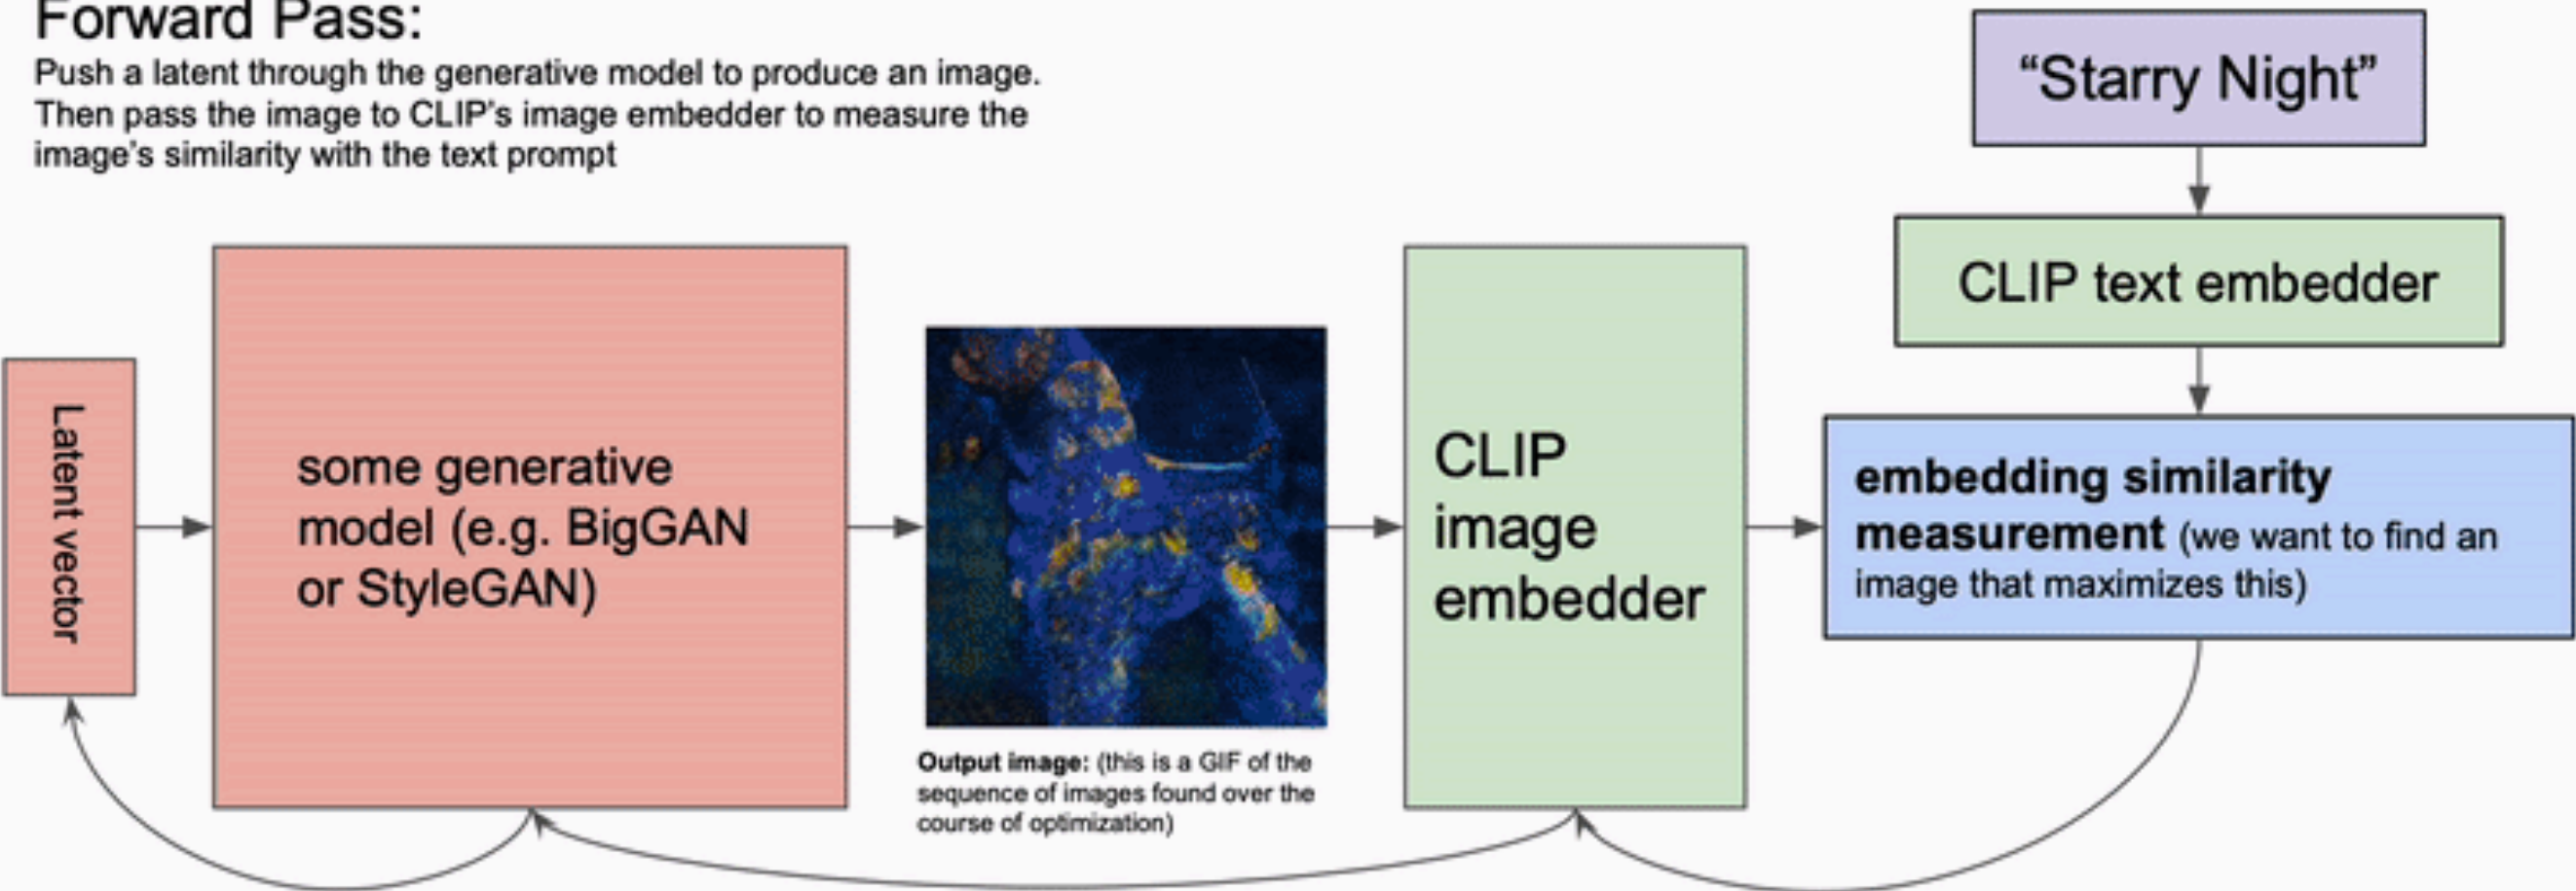 Forward Pass:
Push a latent through the generative model to produce an image.
Then pass the image to CLIP's image embedder to measure the
image's similarity with the text prompt
“Starry Night”
CLIP text embedder
Latent vector
some generative
model (e.g. BigGAN
or StyleGAN)
CLIP
image
embedder
embedding similarity
measurement (we want to find an
image that maximizes this)
Output image: (this is a GIF of the
sequence of images found over the
course of optimization)